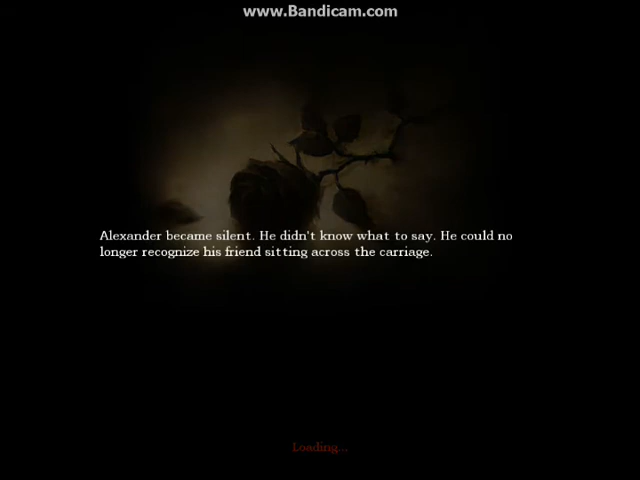 www.Bandicam.com
Alexander became silent. He didn't know what to say. He could no
longer recognize his friend sitting across the carriage.
Loading...